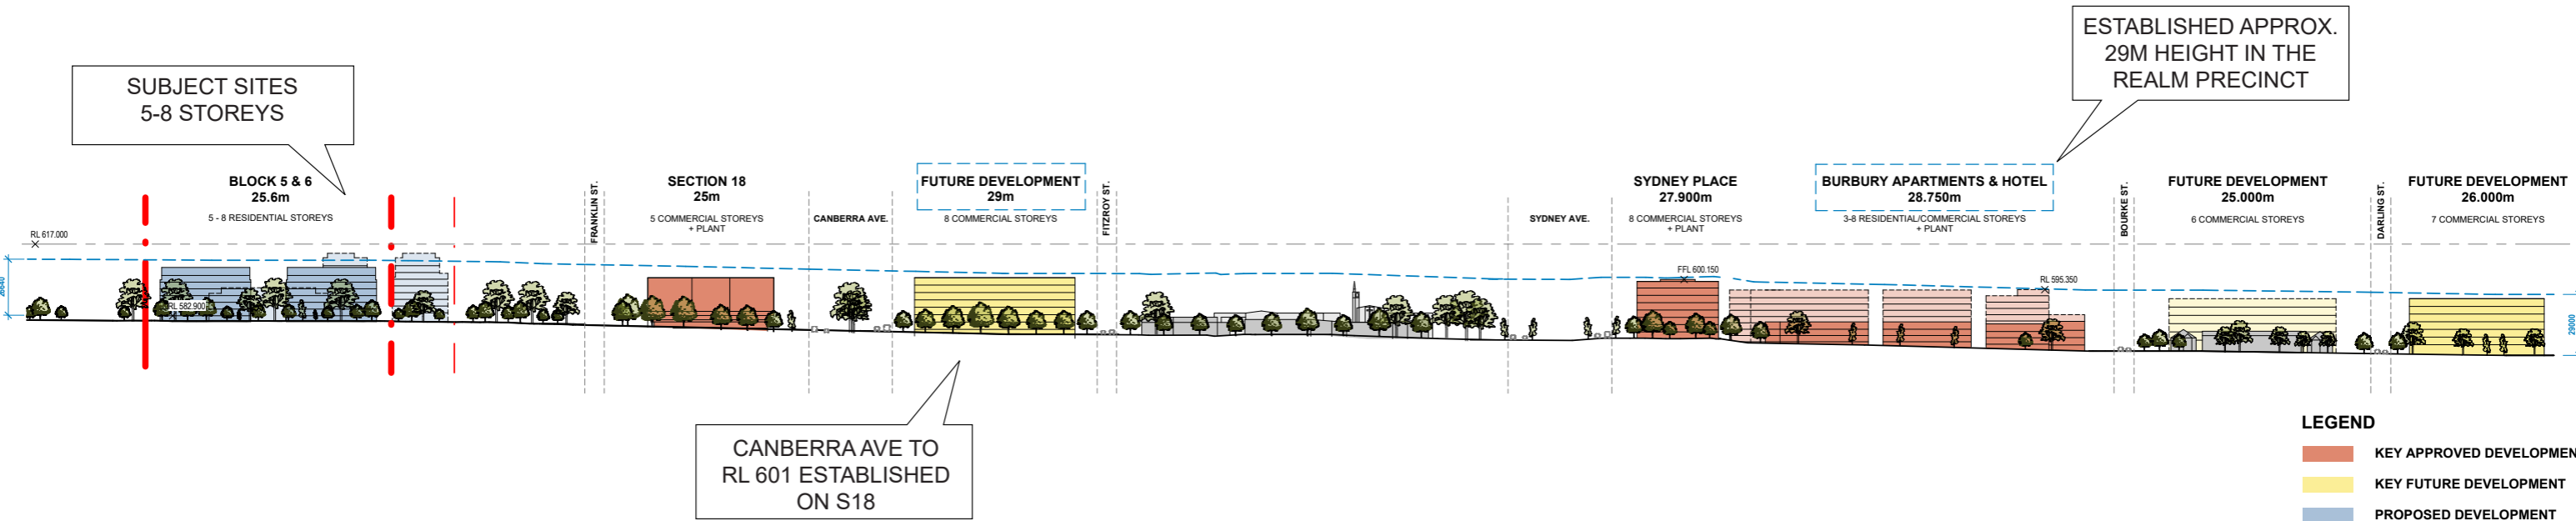 SUBJECT SITES
5-8 STOREYS
ESTABLISHED APPROX.
29M HEIGHT IN THE
REALM PRECINCT
BLOCK 5 & 6
25.6m
5 - 8 RESIDENTIAL STOREYS
FRANKLIN ST.
SECTION 18
25m
5 COMMERCIAL STOREYS
+ PLANT
CANBERRA AVE.
FUTURE DEVELOPMENT
29m
8 COMMERCIAL STOREYS
FITZROY ST.
SYDNEY AVE.
SYDNEY PLACE
27.900m
8 COMMERCIAL STOREYS
+ PLANT
BURBURY APARTMENTS & HOTEL
28.750m
3-8 RESIDENTIAL/COMMERCIAL STOREYS
+ PLANT
BOURKE ST.
FUTURE DEVELOPMENT
25.000m
6 COMMERCIAL STOREYS
DARLING ST.
FUTURE DEVELOPMENT
26.000m
7 COMMERCIAL STOREYS
RL 617.000
RL 582.900
FFL 600.150
RL 595.350
29000
CANBERRA AVE TO
RL 601 ESTABLISHED
ON S18
LEGEND
KEY APPROVED DEVELOPMEN
KEY FUTURE DEVELOPMENT
PROPOSED DEVELOPMENT